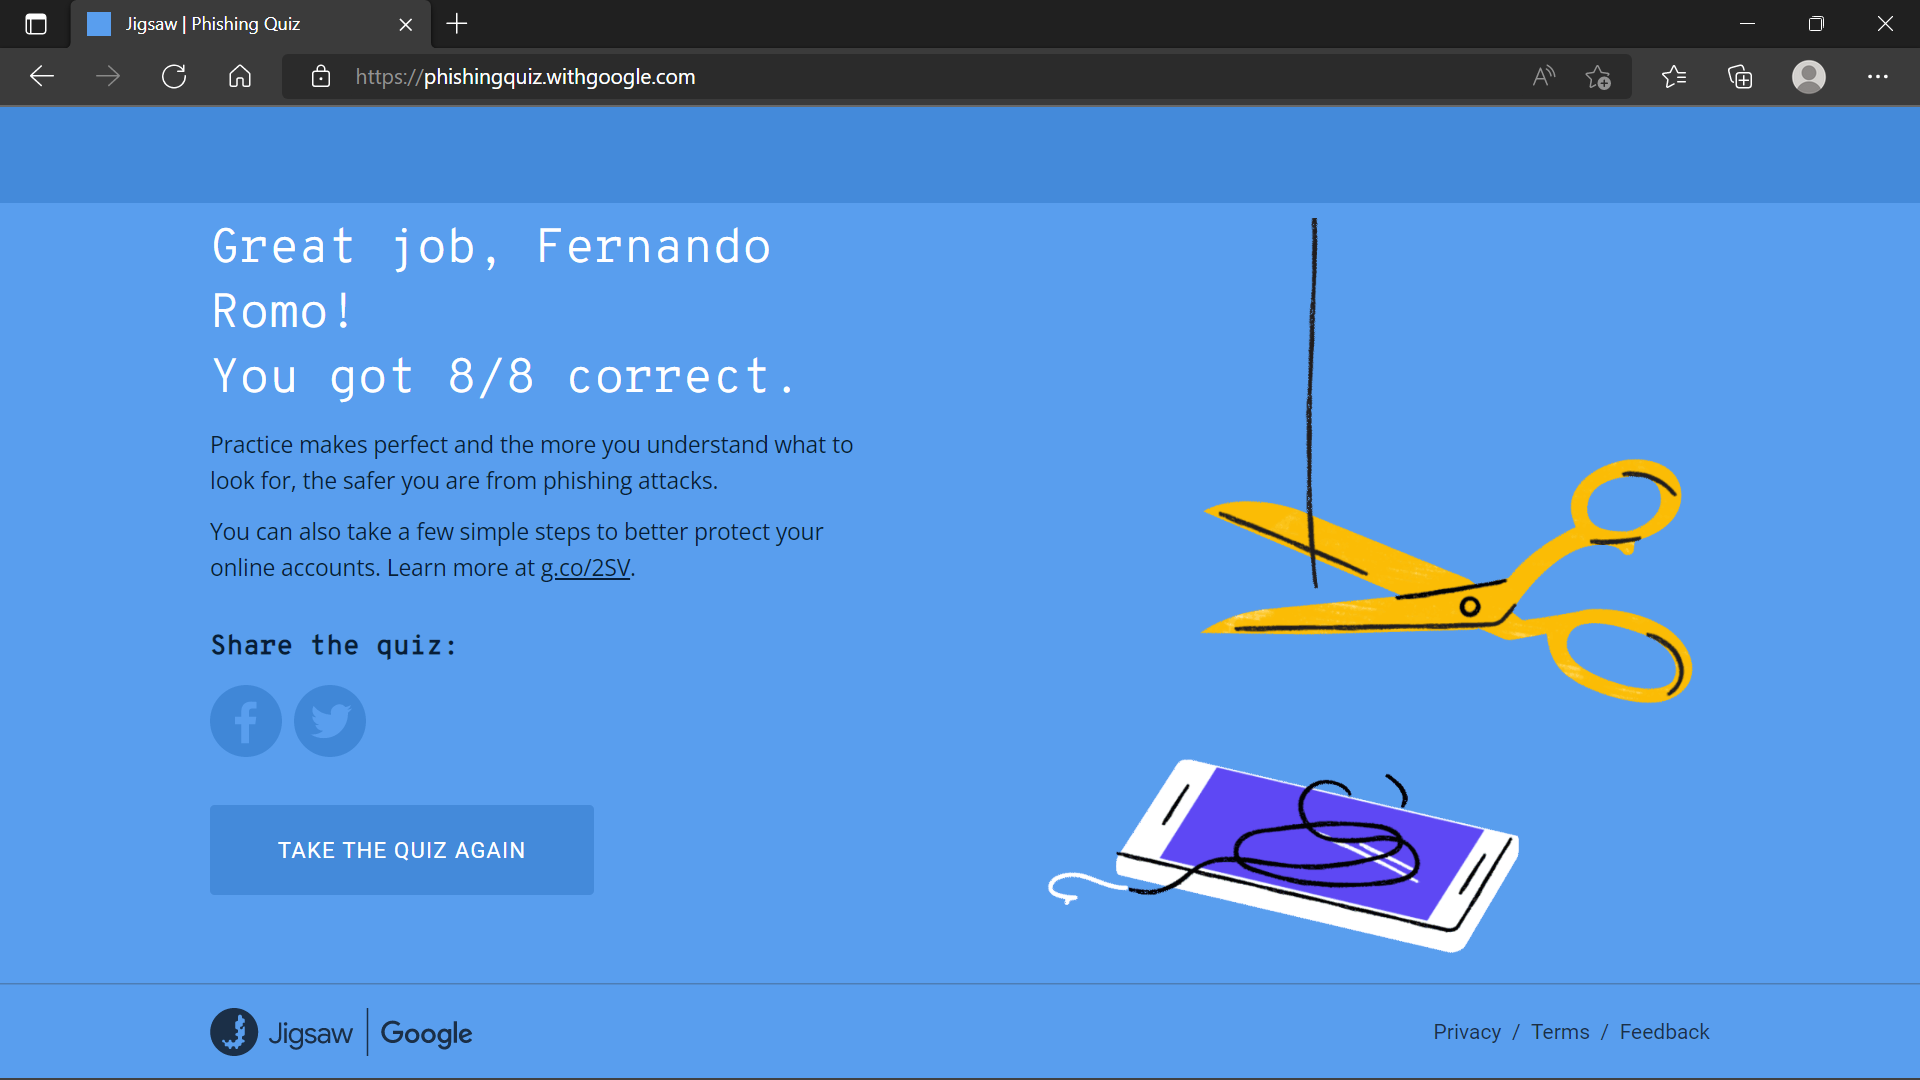 Jigsaw | Phishing Quiz
https://phishingquiz.withgoogle.com
Great job, Fernando
Romo!
You got 8/8 correct.
Practice makes perfect and the more you understand what to
look for, the safer you are from phishing attacks.
You can also take a few simple steps to better protect your
online accounts. Learn more at g.co/2SV.
Share the quiz:
TAKE THE QUIZ AGAIN
Jigsaw | Google
Privacy / Terms / Feedback